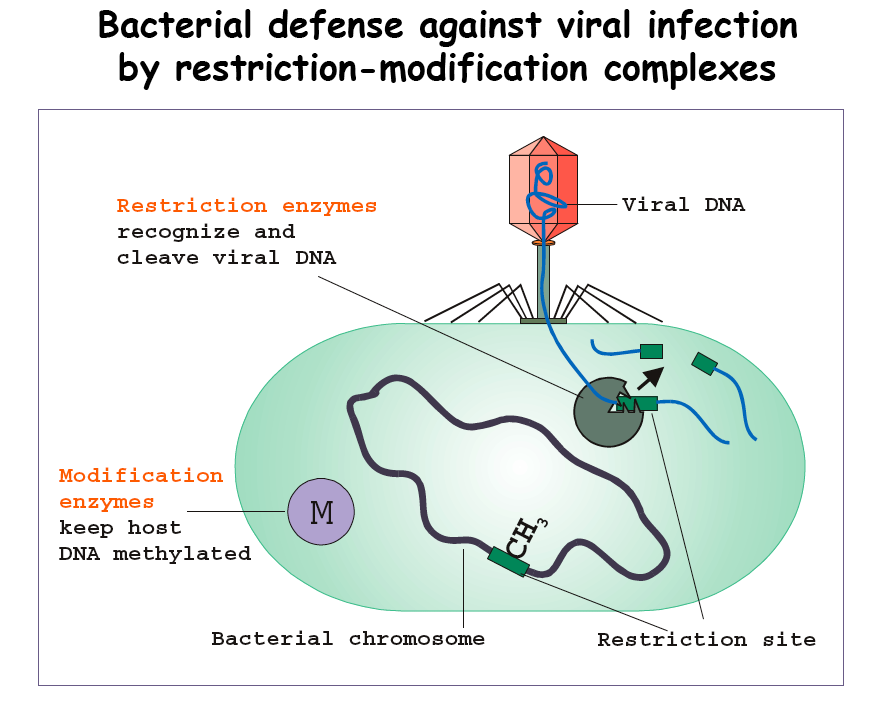 Bacterial defense against viral infection
by restriction-modification complexes
Restriction enzymes
recognize and
cleave viral DNA
Viral DNA
Modification
enzymes
keep host
DNA methylated
M
CH3
Bacterial chromosome
Restriction site